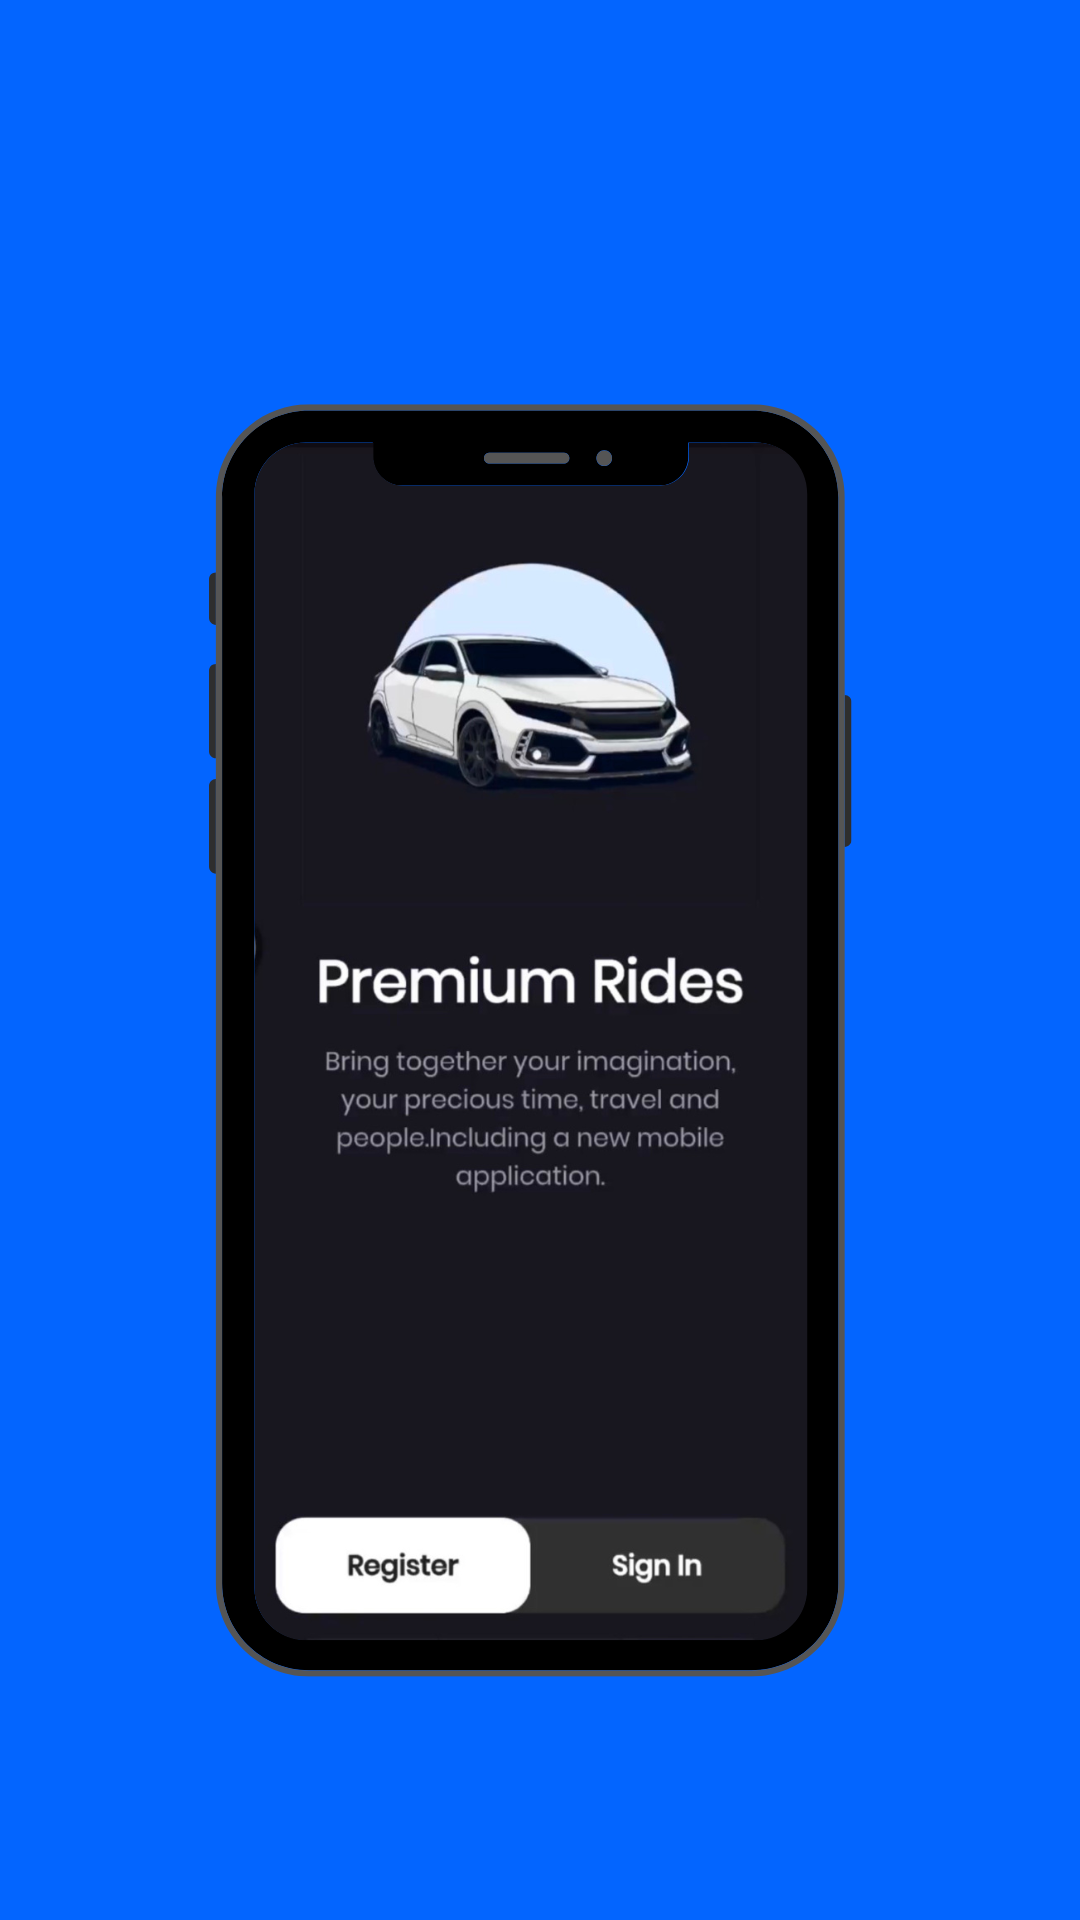 Premium Rides
Bring together your imagination,
your precious time, travel and
people.Including a new mobile
application.
Register
Sign In